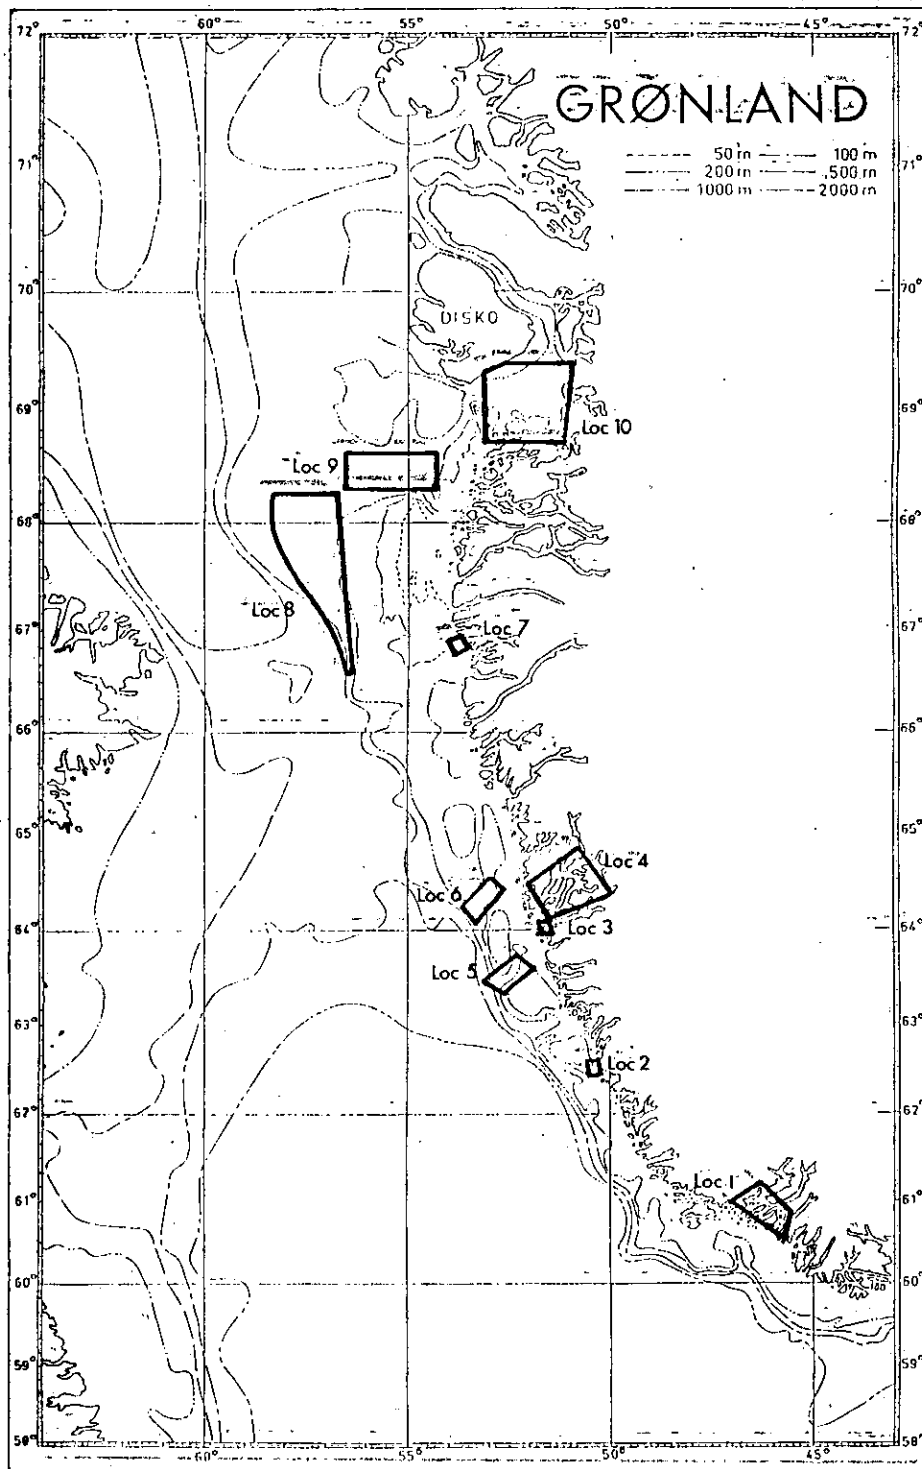 60° 55° 50° 45°
72° 72°
GRØNLAND
50 m 100 m
200 m 500 m
1000 m 2000 m
71° 71°
70° 70°
DISKO
69° 69°
Loc 10
Loc 9
68° 68°
Loc 8
67° 67°
Loc 7
66° 66°
65° 65°
Loc 4
Loc 6
64° 64°
Loc 3
Loc 5
63° 63°
Loc 2
62° 62°
Loc 1
61° 61°
60° 60°
59° 59°
58° 58°
60° 55° 50° 45°